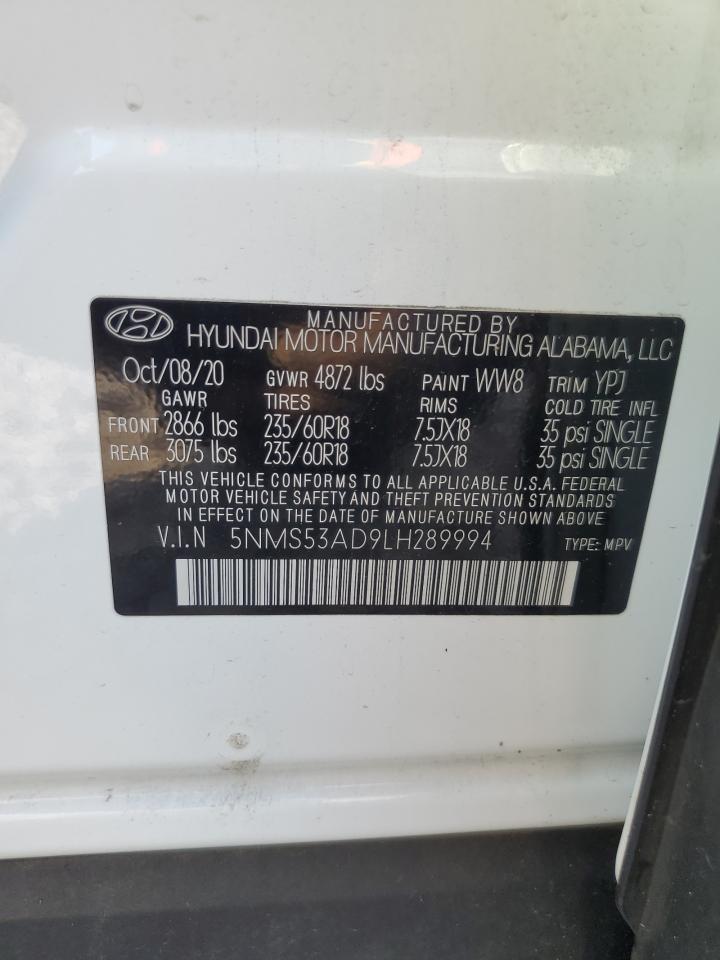 MANUFACTURED BY
HYUNDAI MOTOR MANUFACTURING ALABAMA, LLC
Oct/08/20 GVWR 4872 lbs PAINT WW8 TRIM YPJ
GAWR TIRES RIMS COLD TIRE INFL
FRONT 2866 lbs 235/60R18 7.5JX18 35 psi SINGLE
REAR 3075 lbs 235/60R18 7.5JX18 35 psi SINGLE
THIS VEHICLE CONFORMS TO ALL APPLICABLE U.S.A. FEDERAL
MOTOR VEHICLE SAFETY AND THEFT PREVENTION STANDARDS
IN EFFECT ON THE DATE OF MANUFACTURE SHOWN ABOVE.
V.I.N 5NMS53AD9LH289994 TYPE: MPV